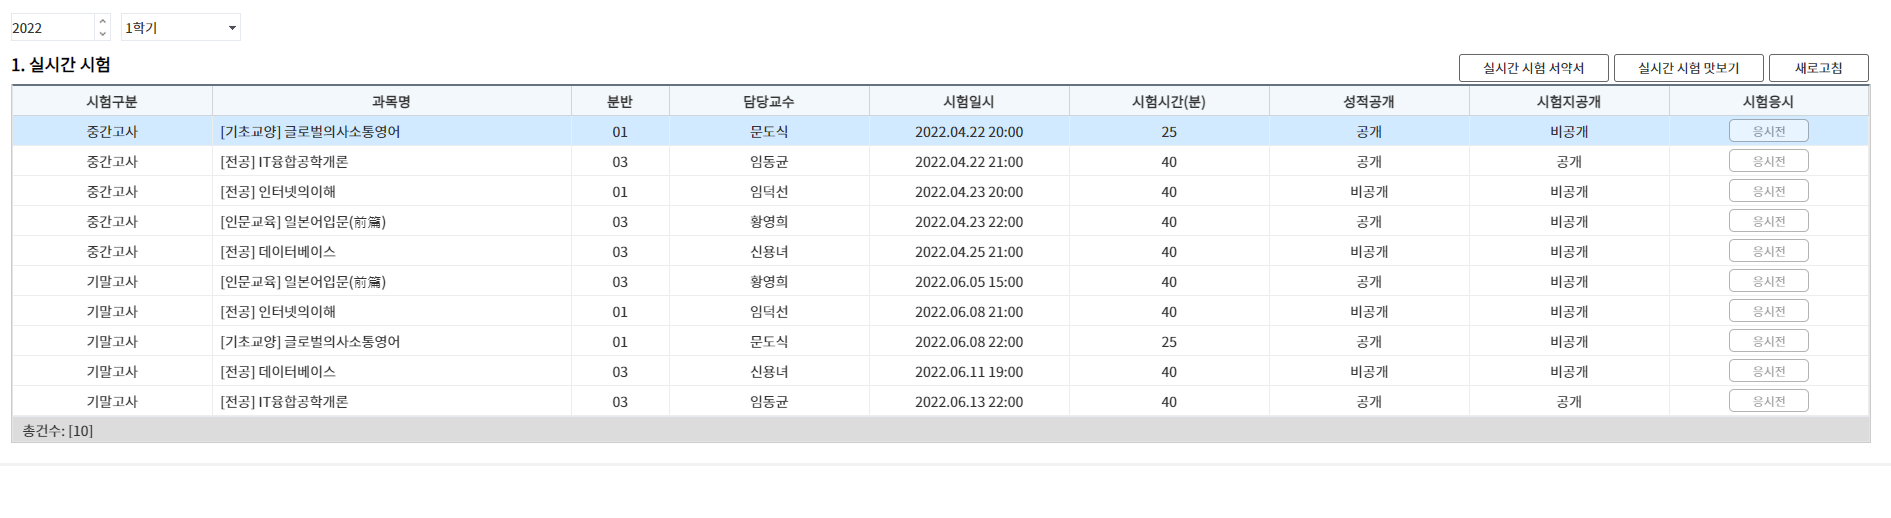 2022 1학기
1. 실시간 시험 실시간 시험 서약서 실시간 시험 맛보기 새로고침
시험구분 과목명 분반 담당교수 시험일시 시험시간(분) 성적공개 시험지공개 시험응시
중간고사 [기초교양] 글로벌의사소통영어 01 문도식 2022.04.22 20:00 25 공개 비공개 응시전
중간고사 [전공] IT융합공학개론 03 임동균 2022.04.22 21:00 40 공개 공개 응시전
중간고사 [전공] 인터넷의이해 01 임덕선 2022.04.23 20:00 40 비공개 비공개 응시전
중간고사 [인문교육] 일본어입문(前篇) 03 황영희 2022.04.23 22:00 40 공개 비공개 응시전
중간고사 [전공] 데이터베이스 03 신용녀 2022.04.25 21:00 40 비공개 비공개 응시전
기말고사 [인문교육] 일본어입문(前篇) 03 황영희 2022.06.05 15:00 40 공개 비공개 응시전
기말고사 [전공] 인터넷의이해 01 임덕선 2022.06.08 21:00 40 비공개 비공개 응시전
기말고사 [기초교양] 글로벌의사소통영어 01 문도식 2022.06.08 22:00 25 공개 비공개 응시전
기말고사 [전공] 데이터베이스 03 신용녀 2022.06.11 19:00 40 비공개 비공개 응시전
기말고사 [전공] IT융합공학개론 03 임동균 2022.06.13 22:00 40 공개 공개 응시전
총건수: [10]